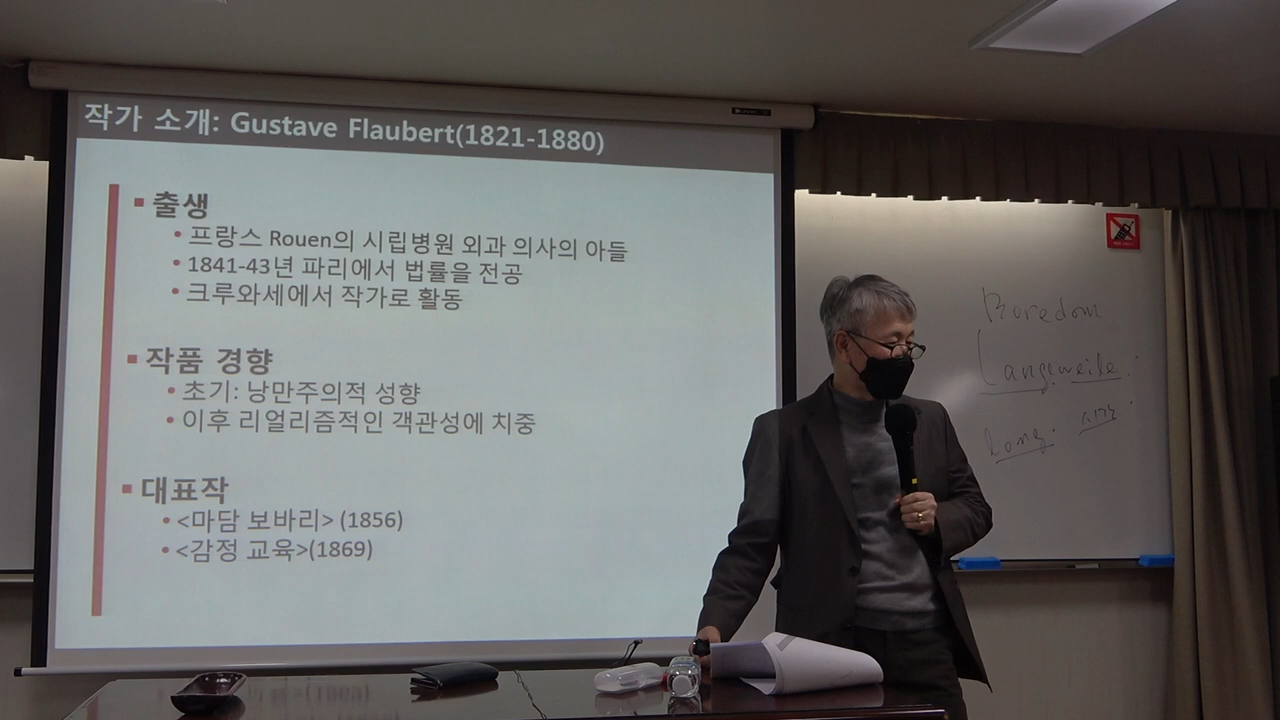 작가 소개: Gustave Flaubert(1821-1880)
▪ 출생
• 프랑스 Rouen의 시립병원 외과 의사의 아들
• 1841-43년 파리에서 법률을 전공
• 크루와세에서 작가로 활동
▪ 작품 경향
• 초기: 낭만주의적 성향
• 이후 리얼리즘적인 객관성에 치중
▪ 대표작
• <마담 보바리> (1856)
• <감정 교육>(1869)
Boredom
Langeweile
long 시간